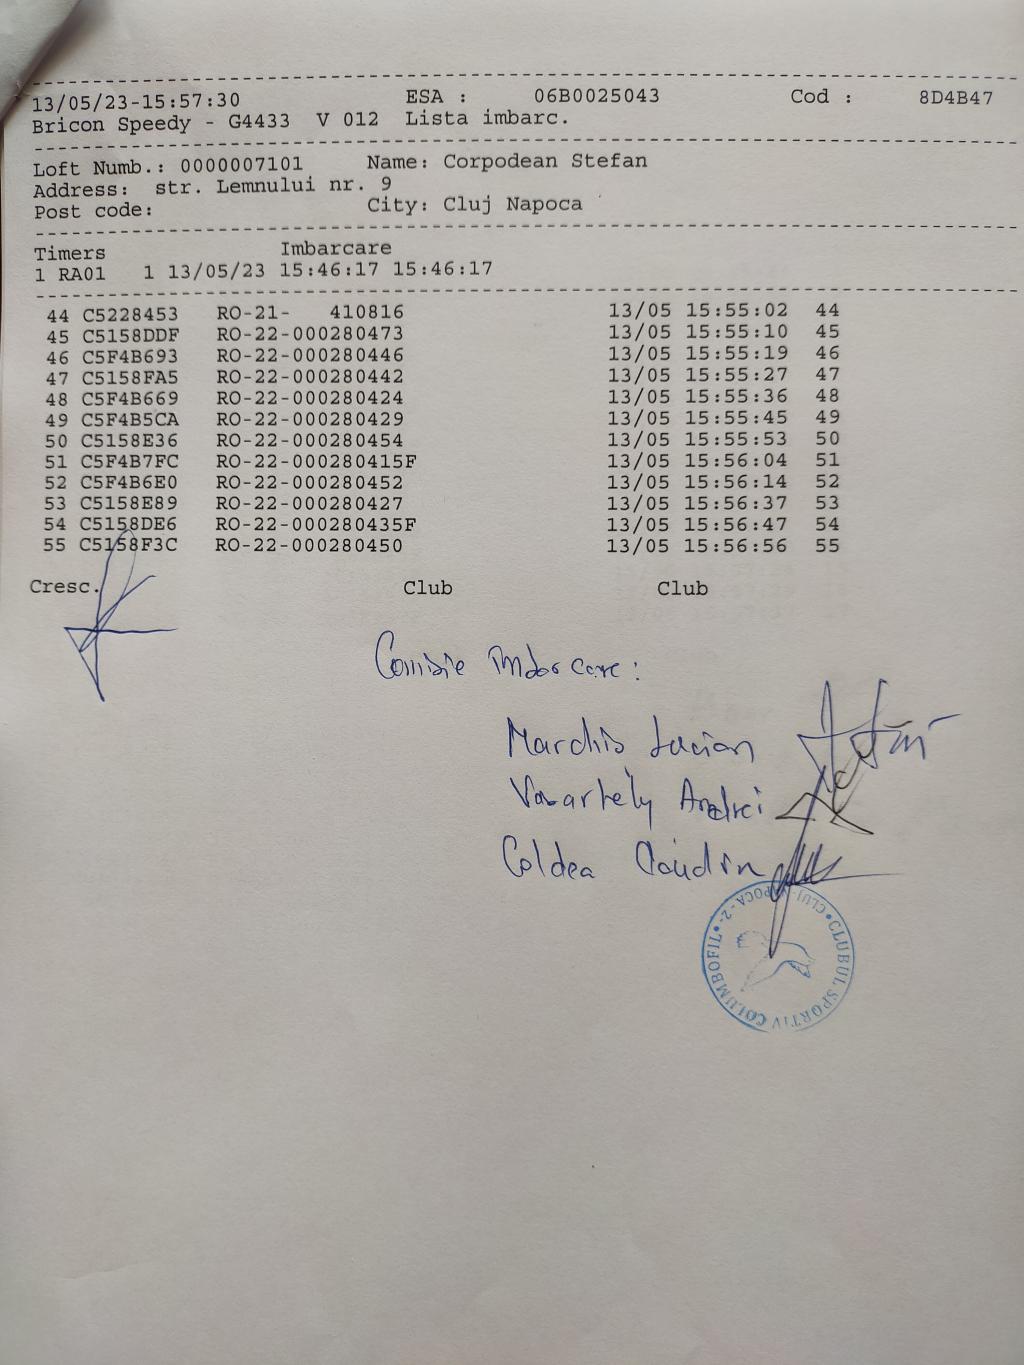 13/05/23-15:57:30 ESA : 06B0025043 Cod : 8D4B47
Bricon Speedy - G4433 V 012 Lista imbarc.
Loft Numb.: 0000007101 Name: Corpodean Stefan
Address: str. Lemnului nr. 9
Post code: City: Cluj Napoca
Timers Imbarcare
1 RA01 1 13/05/23 15:46:17 15:46:17
44 C5228453 RO-21- 410816 13/05 15:55:02 44
45 C5158DDF RO-22-000280473 13/05 15:55:10 45
46 C5F4B693 RO-22-000280446 13/05 15:55:19 46
47 C5158FA5 RO-22-000280442 13/05 15:55:27 47
48 C5F4B669 RO-22-000280424 13/05 15:55:36 48
49 C5F4B5CA RO-22-000280429 13/05 15:55:45 49
50 C5158E36 RO-22-000280454 13/05 15:55:53 50
51 C5F4B7FC RO-22-000280415F 13/05 15:56:04 51
52 C5F4B6E0 RO-22-000280452 13/05 15:56:14 52
53 C5158E89 RO-22-000280427 13/05 15:56:37 53
54 C5158DE6 RO-22-000280435F 13/05 15:56:47 54
55 C5158F3C RO-22-000280450 13/05 15:56:56 55
Cresc. Club Club
Comisie Imbarcare:
Marchis Lucian
Vasarhely Andrei
Coldea Claudiu
CLUBUL SPORTIV COLUMBOFIL -2- CLUJ-NAPOCA